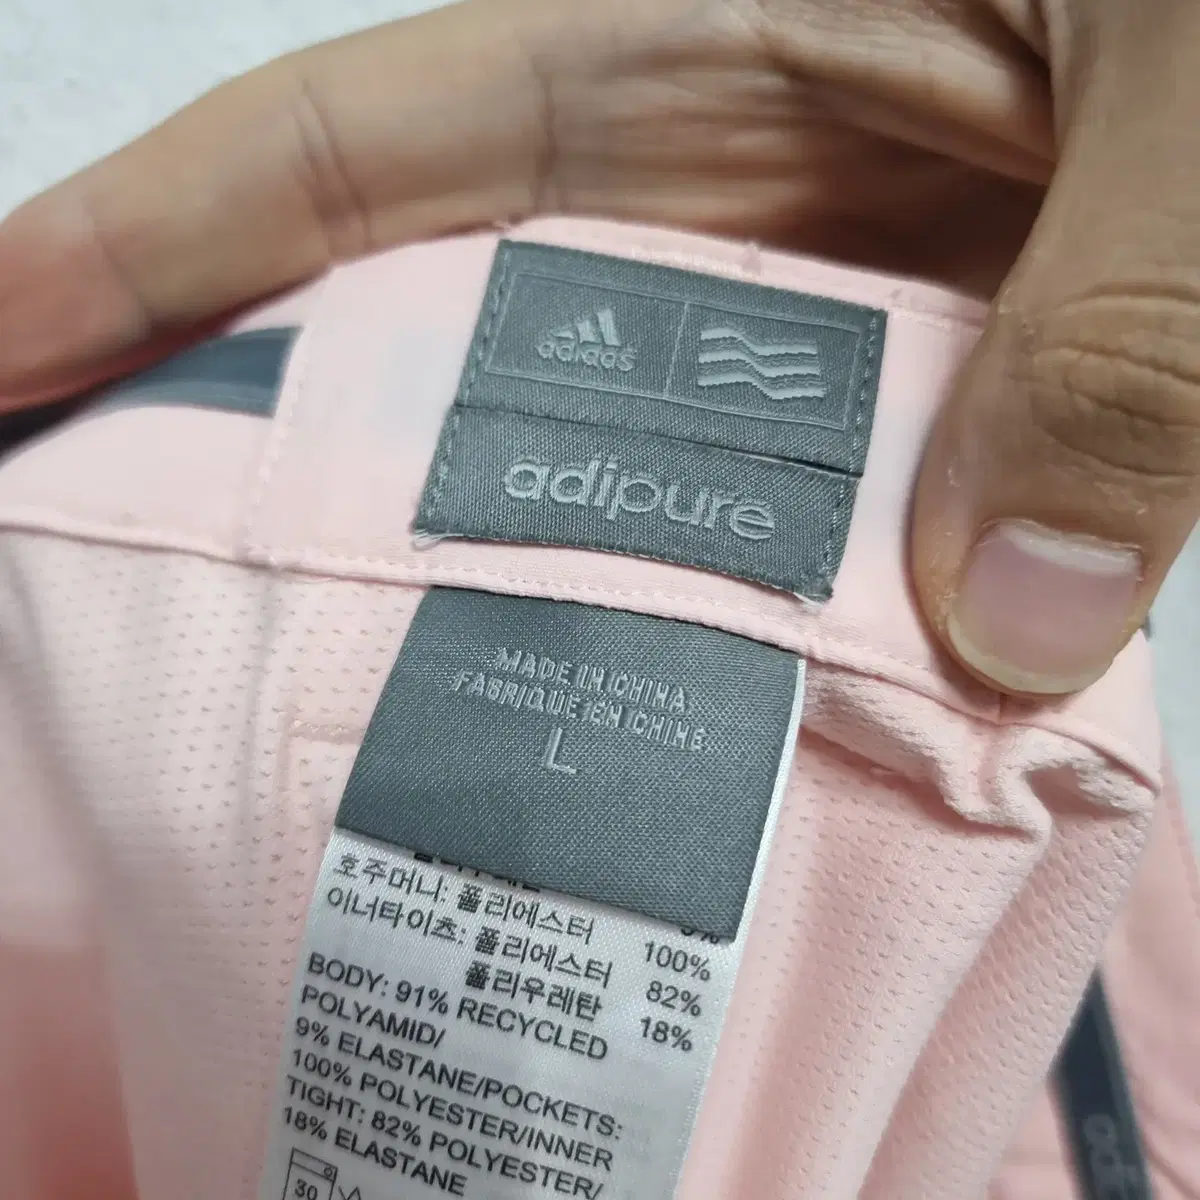 adidas
adipure
MADE IN CHINA
FABRIQUE EN CHINE
L
9%
호주머니: 폴리에스터 100%
이너타이츠: 폴리에스터 82%
폴리우레탄 18%
BODY: 91% RECYCLED
POLYAMID/
9% ELASTANE/POCKETS:
100% POLYESTER/INNER
TIGHT: 82% POLYESTER/
18% ELASTANE
30